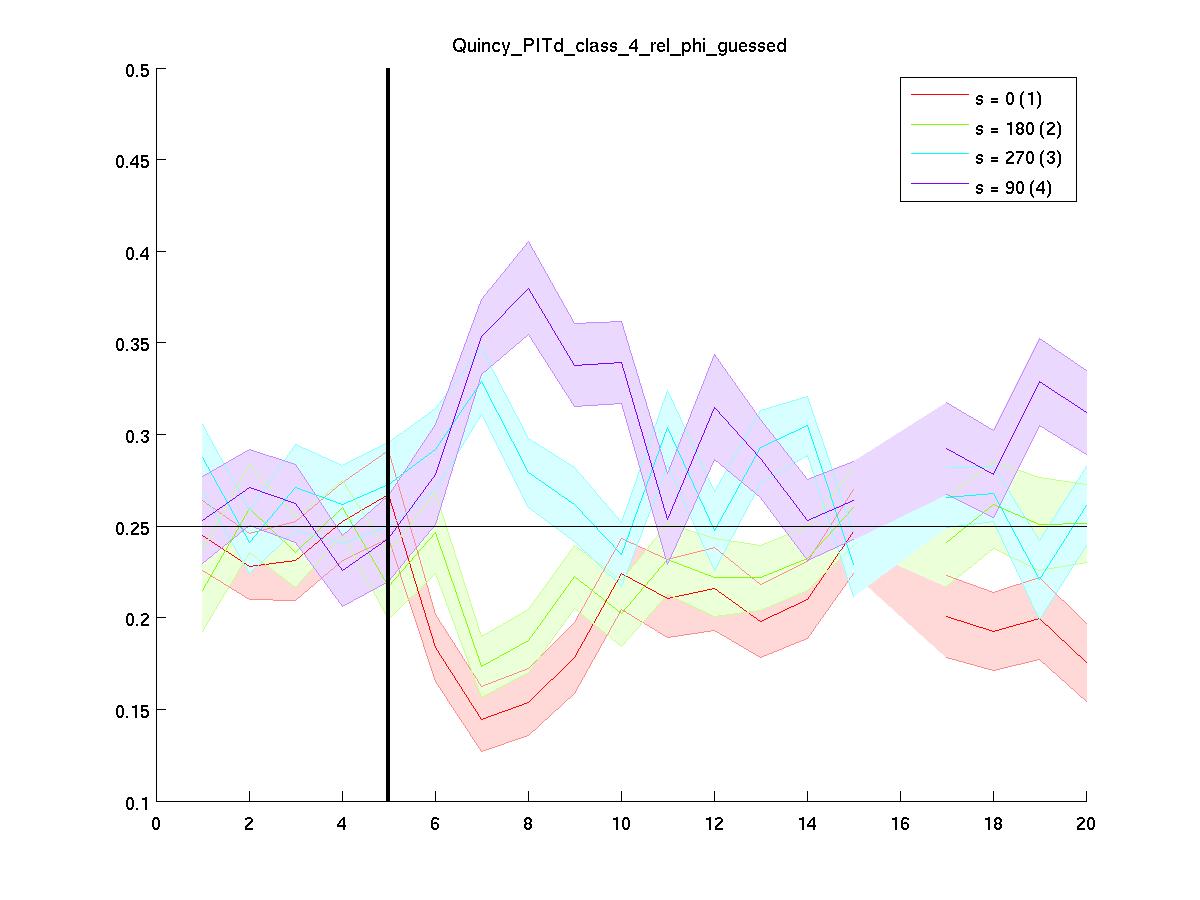 Quincy_PITd_class_4_rel_phi_guessed
s = 0 (1)
s = 180 (2)
s = 270 (3)
s = 90 (4)
0.5
0.45
0.4
0.35
0.3
0.25
0.2
0.15
0.1
0 2 4 6 8 10 12 14 16 18 20